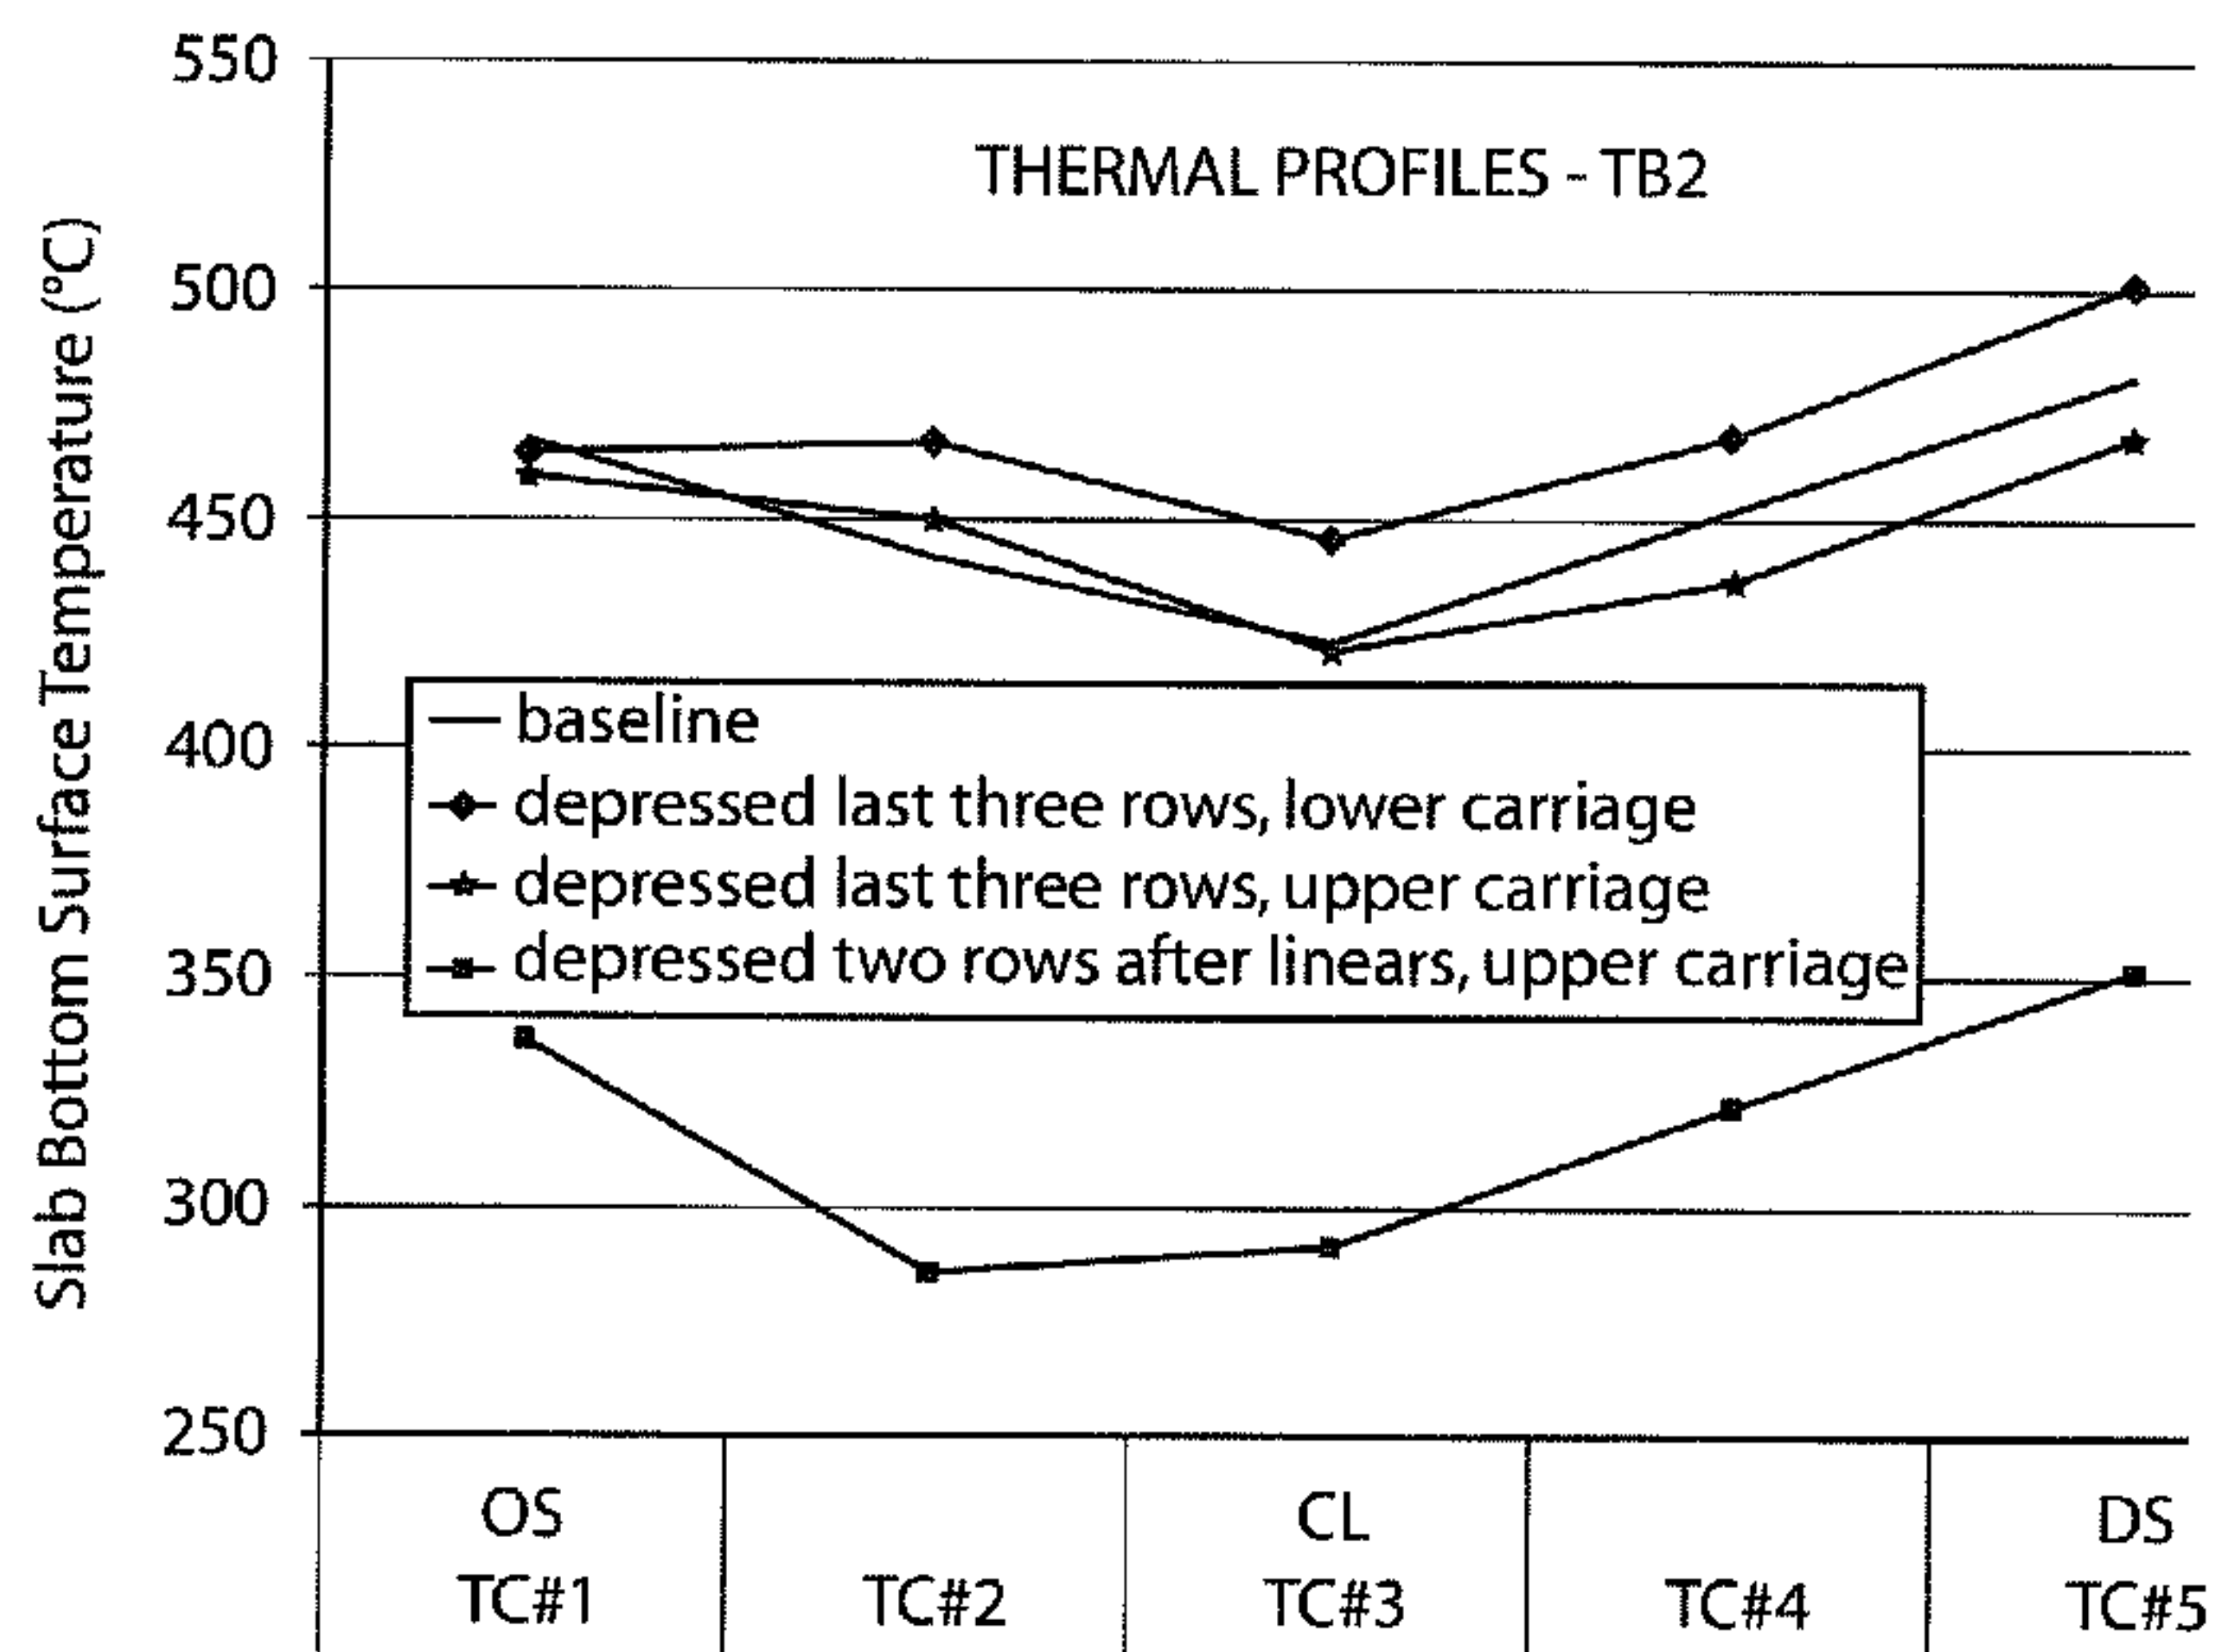 550
THERMAL PROFILES - TB2
500
450
400
350
300
250
Slab Bottom Surface Temperature (°C)
baseline
depressed last three rows, lower carriage
depressed last three rows, upper carriage
depressed two rows after linears, upper carriage
OS CL DS
TC#1 TC#2 TC#3 TC#4 TC#5